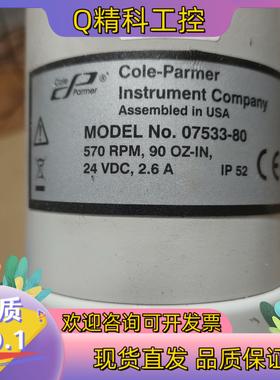 Q精科工控
Cole
Parmer
®
Cole-Parmer
Instrument Company
Assembled in USA
MODEL No. 07533-80
570 RPM, 90 OZ-IN,
24 VDC, 2.6 A
IP 52
欢迎咨询可开发票
现货直发 品质保证